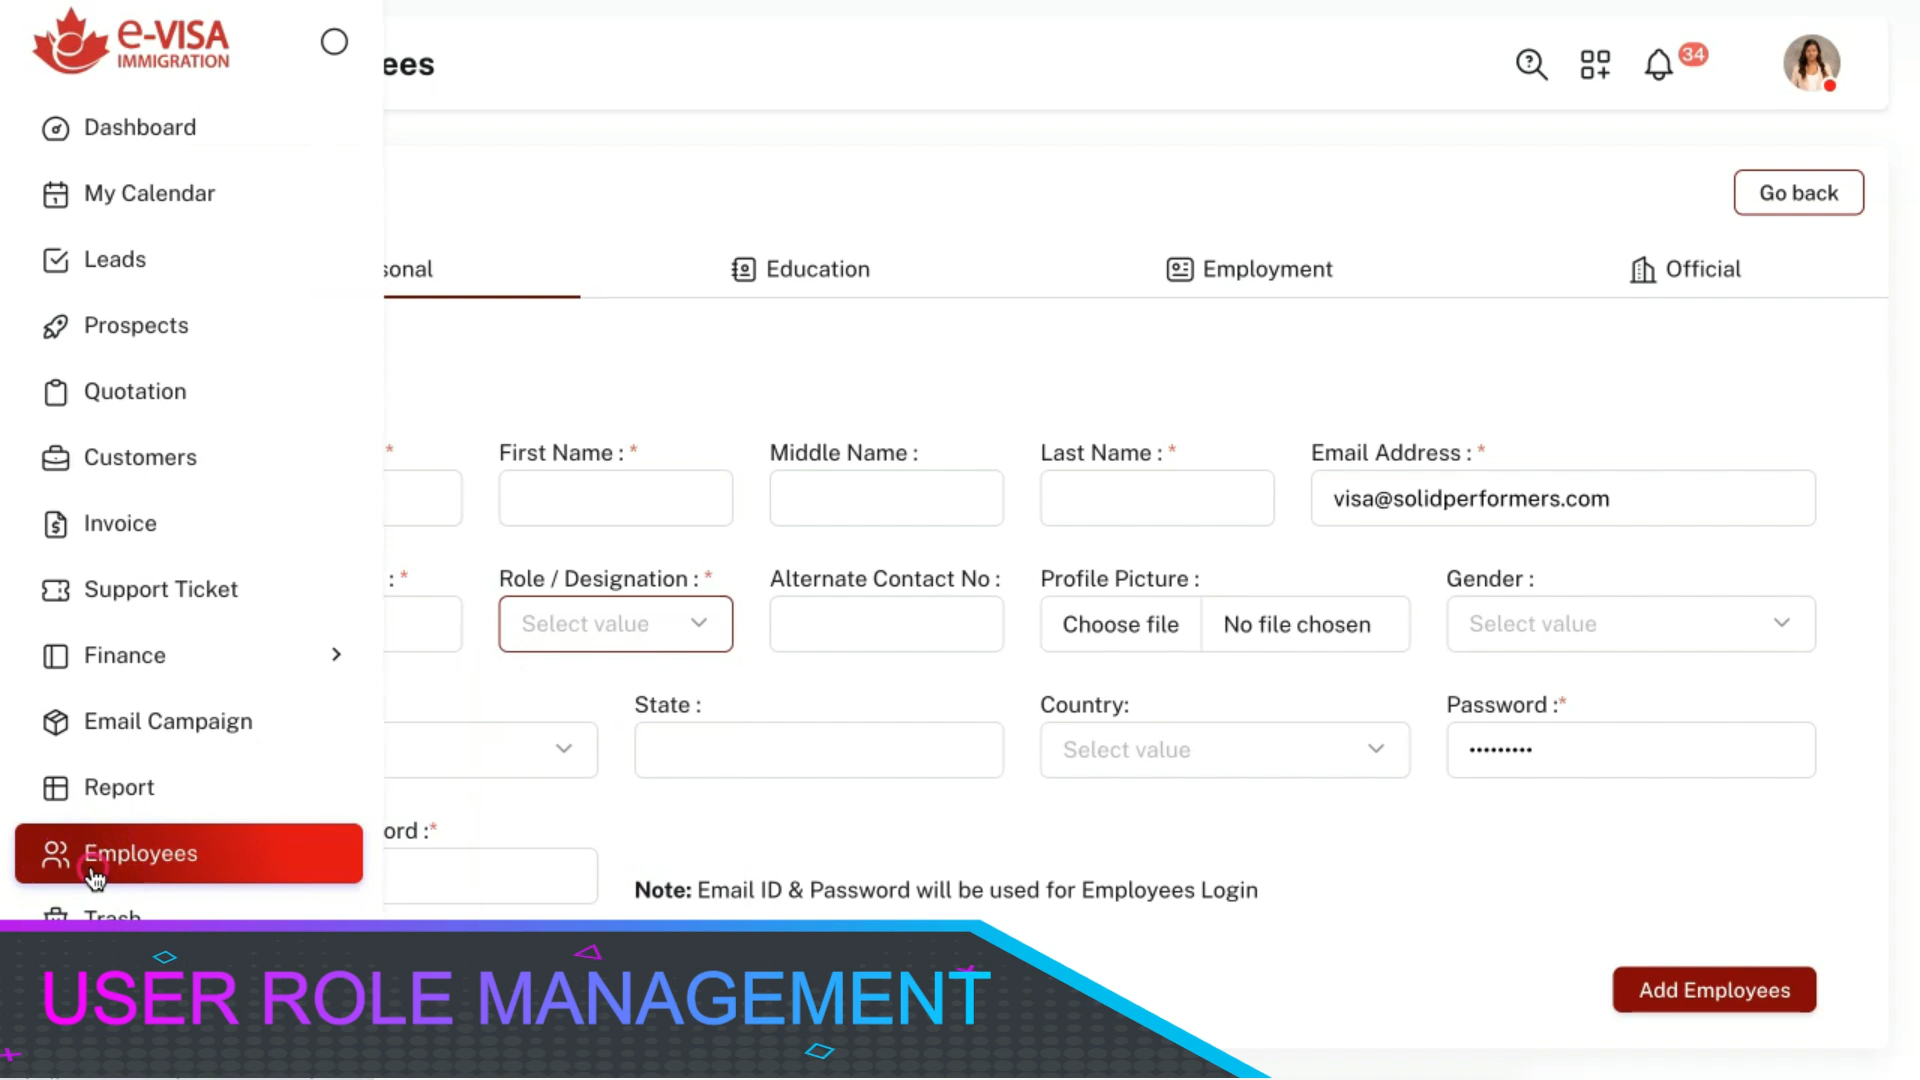 e-VISA
IMMIGRATION
ees
34
Dashboard
My Calendar
Leads
Prospects
Quotation
Customers
Invoice
Support Ticket
Finance
Email Campaign
Report
Employees
Trash
Go back
sonal
Education
Employment
Official
*
First Name : *
Middle Name :
Last Name : *
Email Address : *
visa@solidperformers.com
: *
Role / Designation : *
Alternate Contact No :
Profile Picture :
Gender :
Select value
Choose file
No file chosen
Select value
State :
Country:
Password :*
Select value
•••••••••
ord :*
Note: Email ID & Password will be used for Employees Login
Add Employees
USER ROLE MANAGEMENT